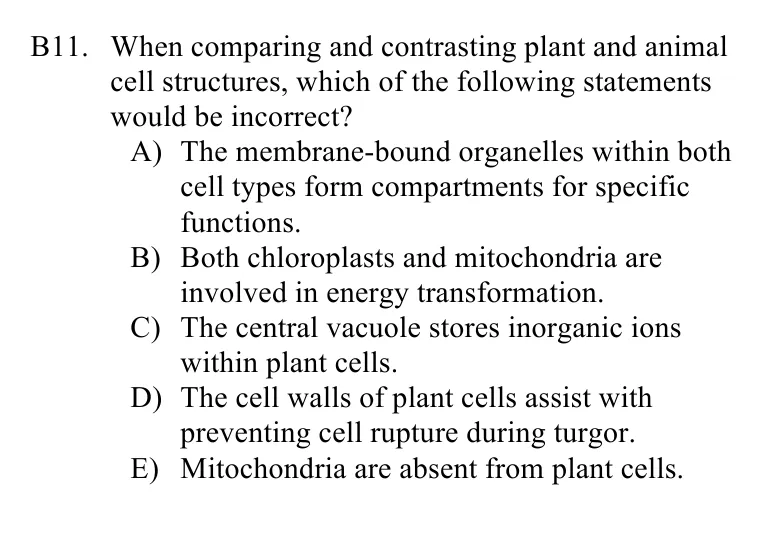 B11. When comparing and contrasting plant and animal
cell structures, which of the following statements
would be incorrect?
A) The membrane-bound organelles within both
cell types form compartments for specific
functions.
B) Both chloroplasts and mitochondria are
involved in energy transformation.
C) The central vacuole stores inorganic ions
within plant cells.
D) The cell walls of plant cells assist with
preventing cell rupture during turgor.
E) Mitochondria are absent from plant cells.